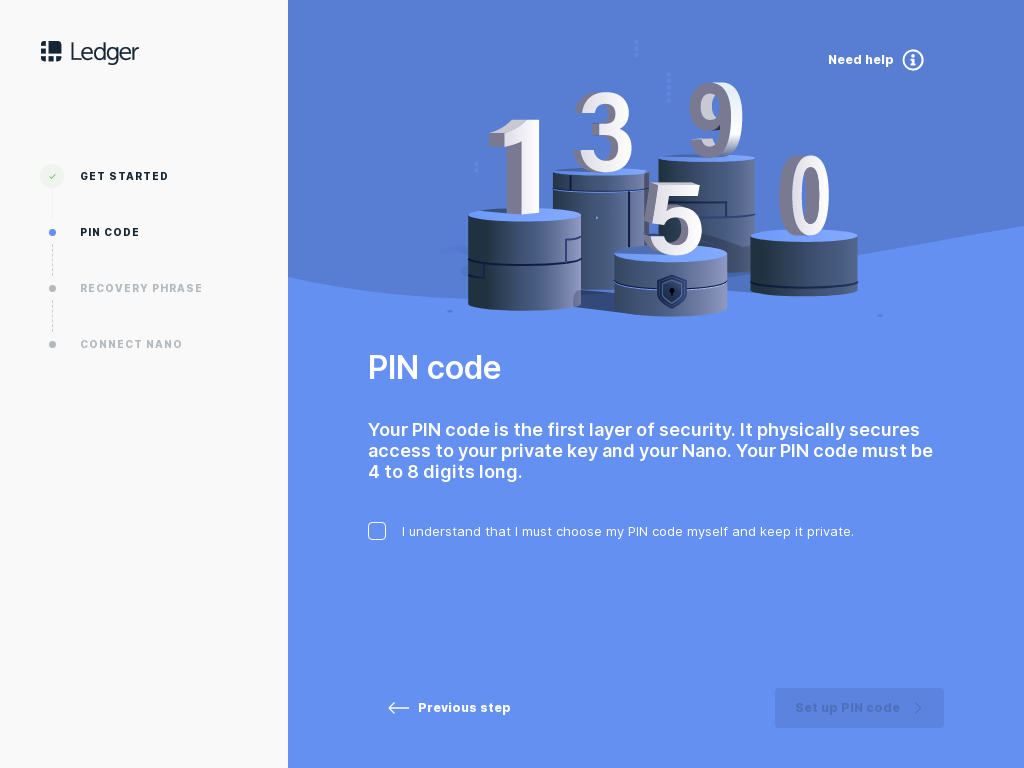 Ledger
Need help
GET STARTED
PIN CODE
RECOVERY PHRASE
CONNECT NANO
1 3 5 9 0
PIN code
Your PIN code is the first layer of security. It physically secures
access to your private key and your Nano. Your PIN code must be
4 to 8 digits long.
I understand that I must choose my PIN code myself and keep it private.
Previous step
Set up PIN code